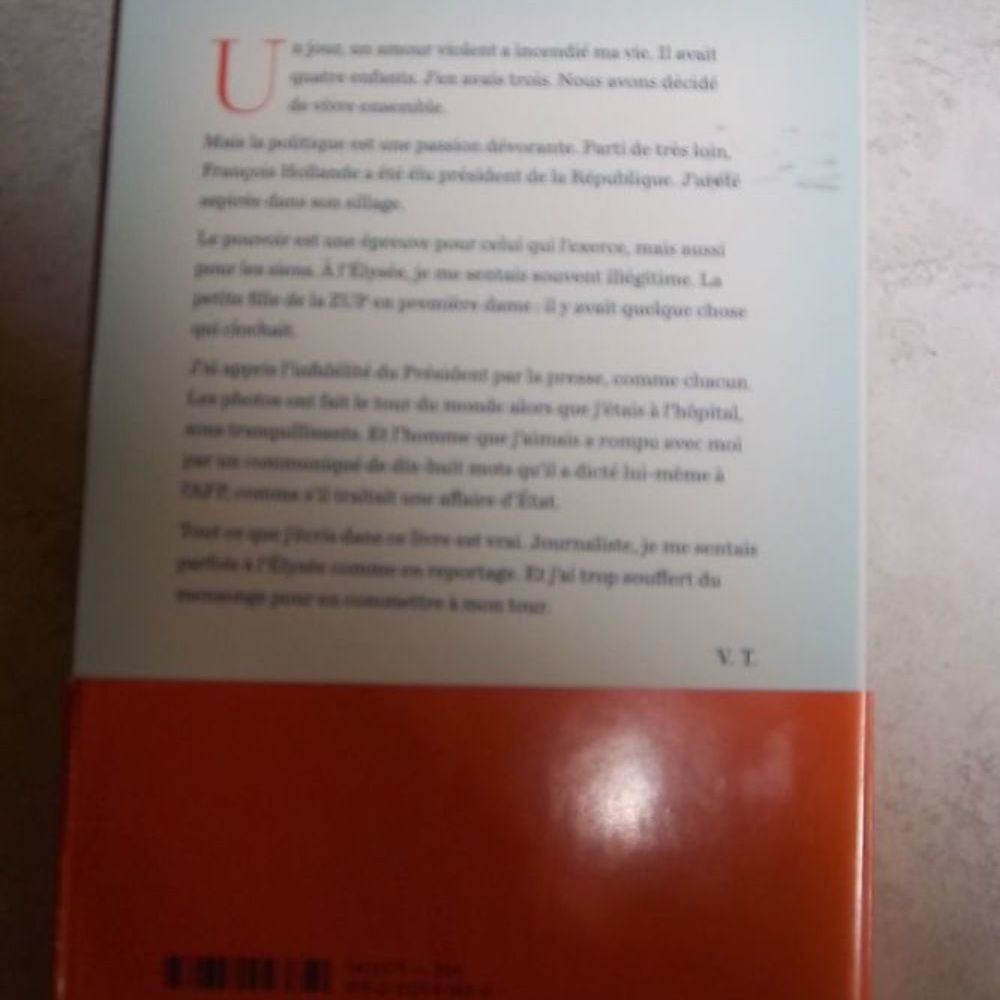 Un jour, un amour violent a incendié ma vie. Il avait
quatre enfants. J'en avais trois. Nous avons décidé
de vivre ensemble.
Mais la politique est une passion dévorante. Parti de très loin,
François Hollande a été élu président de la République. J'ai été
aspirée dans son sillage.
Le pouvoir est une épreuve pour celui qui l'exerce, mais aussi
pour les siens. À l'Élysée, je me sentais souvent illégitime. La
petite fille de la ZUP en première dame : il y avait quelque chose
qui clochait.
J'ai appris l'infidélité du Président par la presse, comme chacun.
Les photos ont fait le tour du monde alors que j'étais à l'hôpital,
sous tranquillisants. Et l'homme que j'aimais a rompu avec moi
par un communiqué de dix-huit mots qu'il a dicté lui-même à
l'AFP, comme s'il traitait une affaire d'État.
Tout ce que j'écris dans ce livre est vrai. Journaliste, je me sentais
parfois à l'Élysée comme en reportage. Et j'ai trop souffert du
mensonge pour en commettre à mon tour.
V. T.